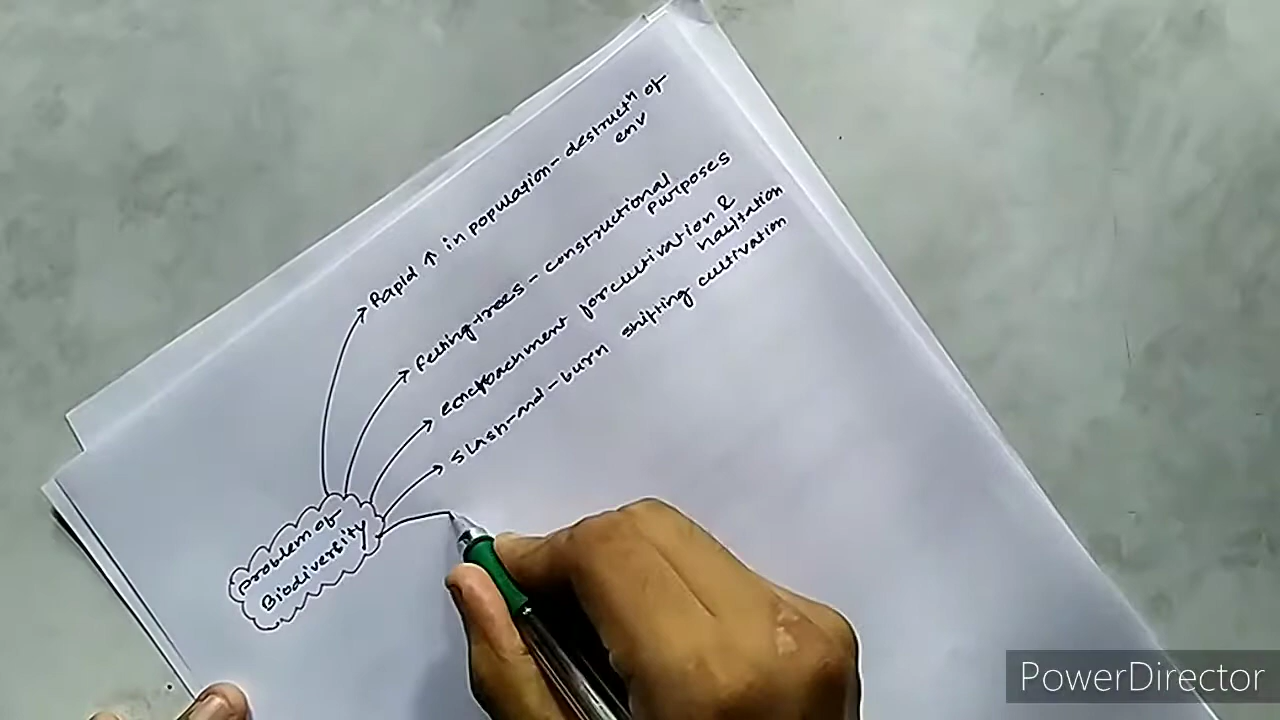 Rapid ↑ in population - destructⁿ of
env
Felling trees - constructional
purposes
encroachment for cultivation &
habitation
Slash-and-burn shifting cultivation
Problem of
Biodiversity
PowerDirector